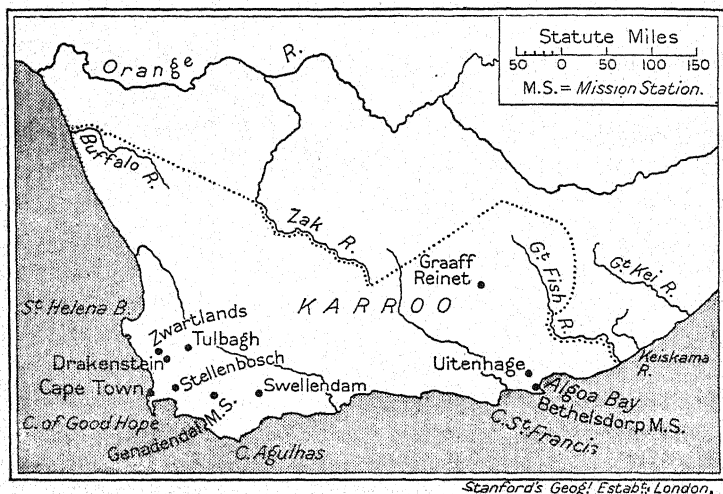 Statute Miles
50 0 50 100 150
M.S. = Mission Station.
Orange R.
Buffalo R.
Zak R.
Graaff
Reinet
Gt. Fish R.
Gt. Kei R.
KARROO
St. Helena B.
Zwartlands
Tulbagh
Drakenstein
Stellenbosch
Cape Town
Swellendam
Uitenhage
Keiskama
R.
Algoa Bay
Bethelsdorp M.S.
C. of Good Hope
Genadendal M.S.
C. St. Francis
C. Agulhas
Stanford's Geogl. Estabt., London.